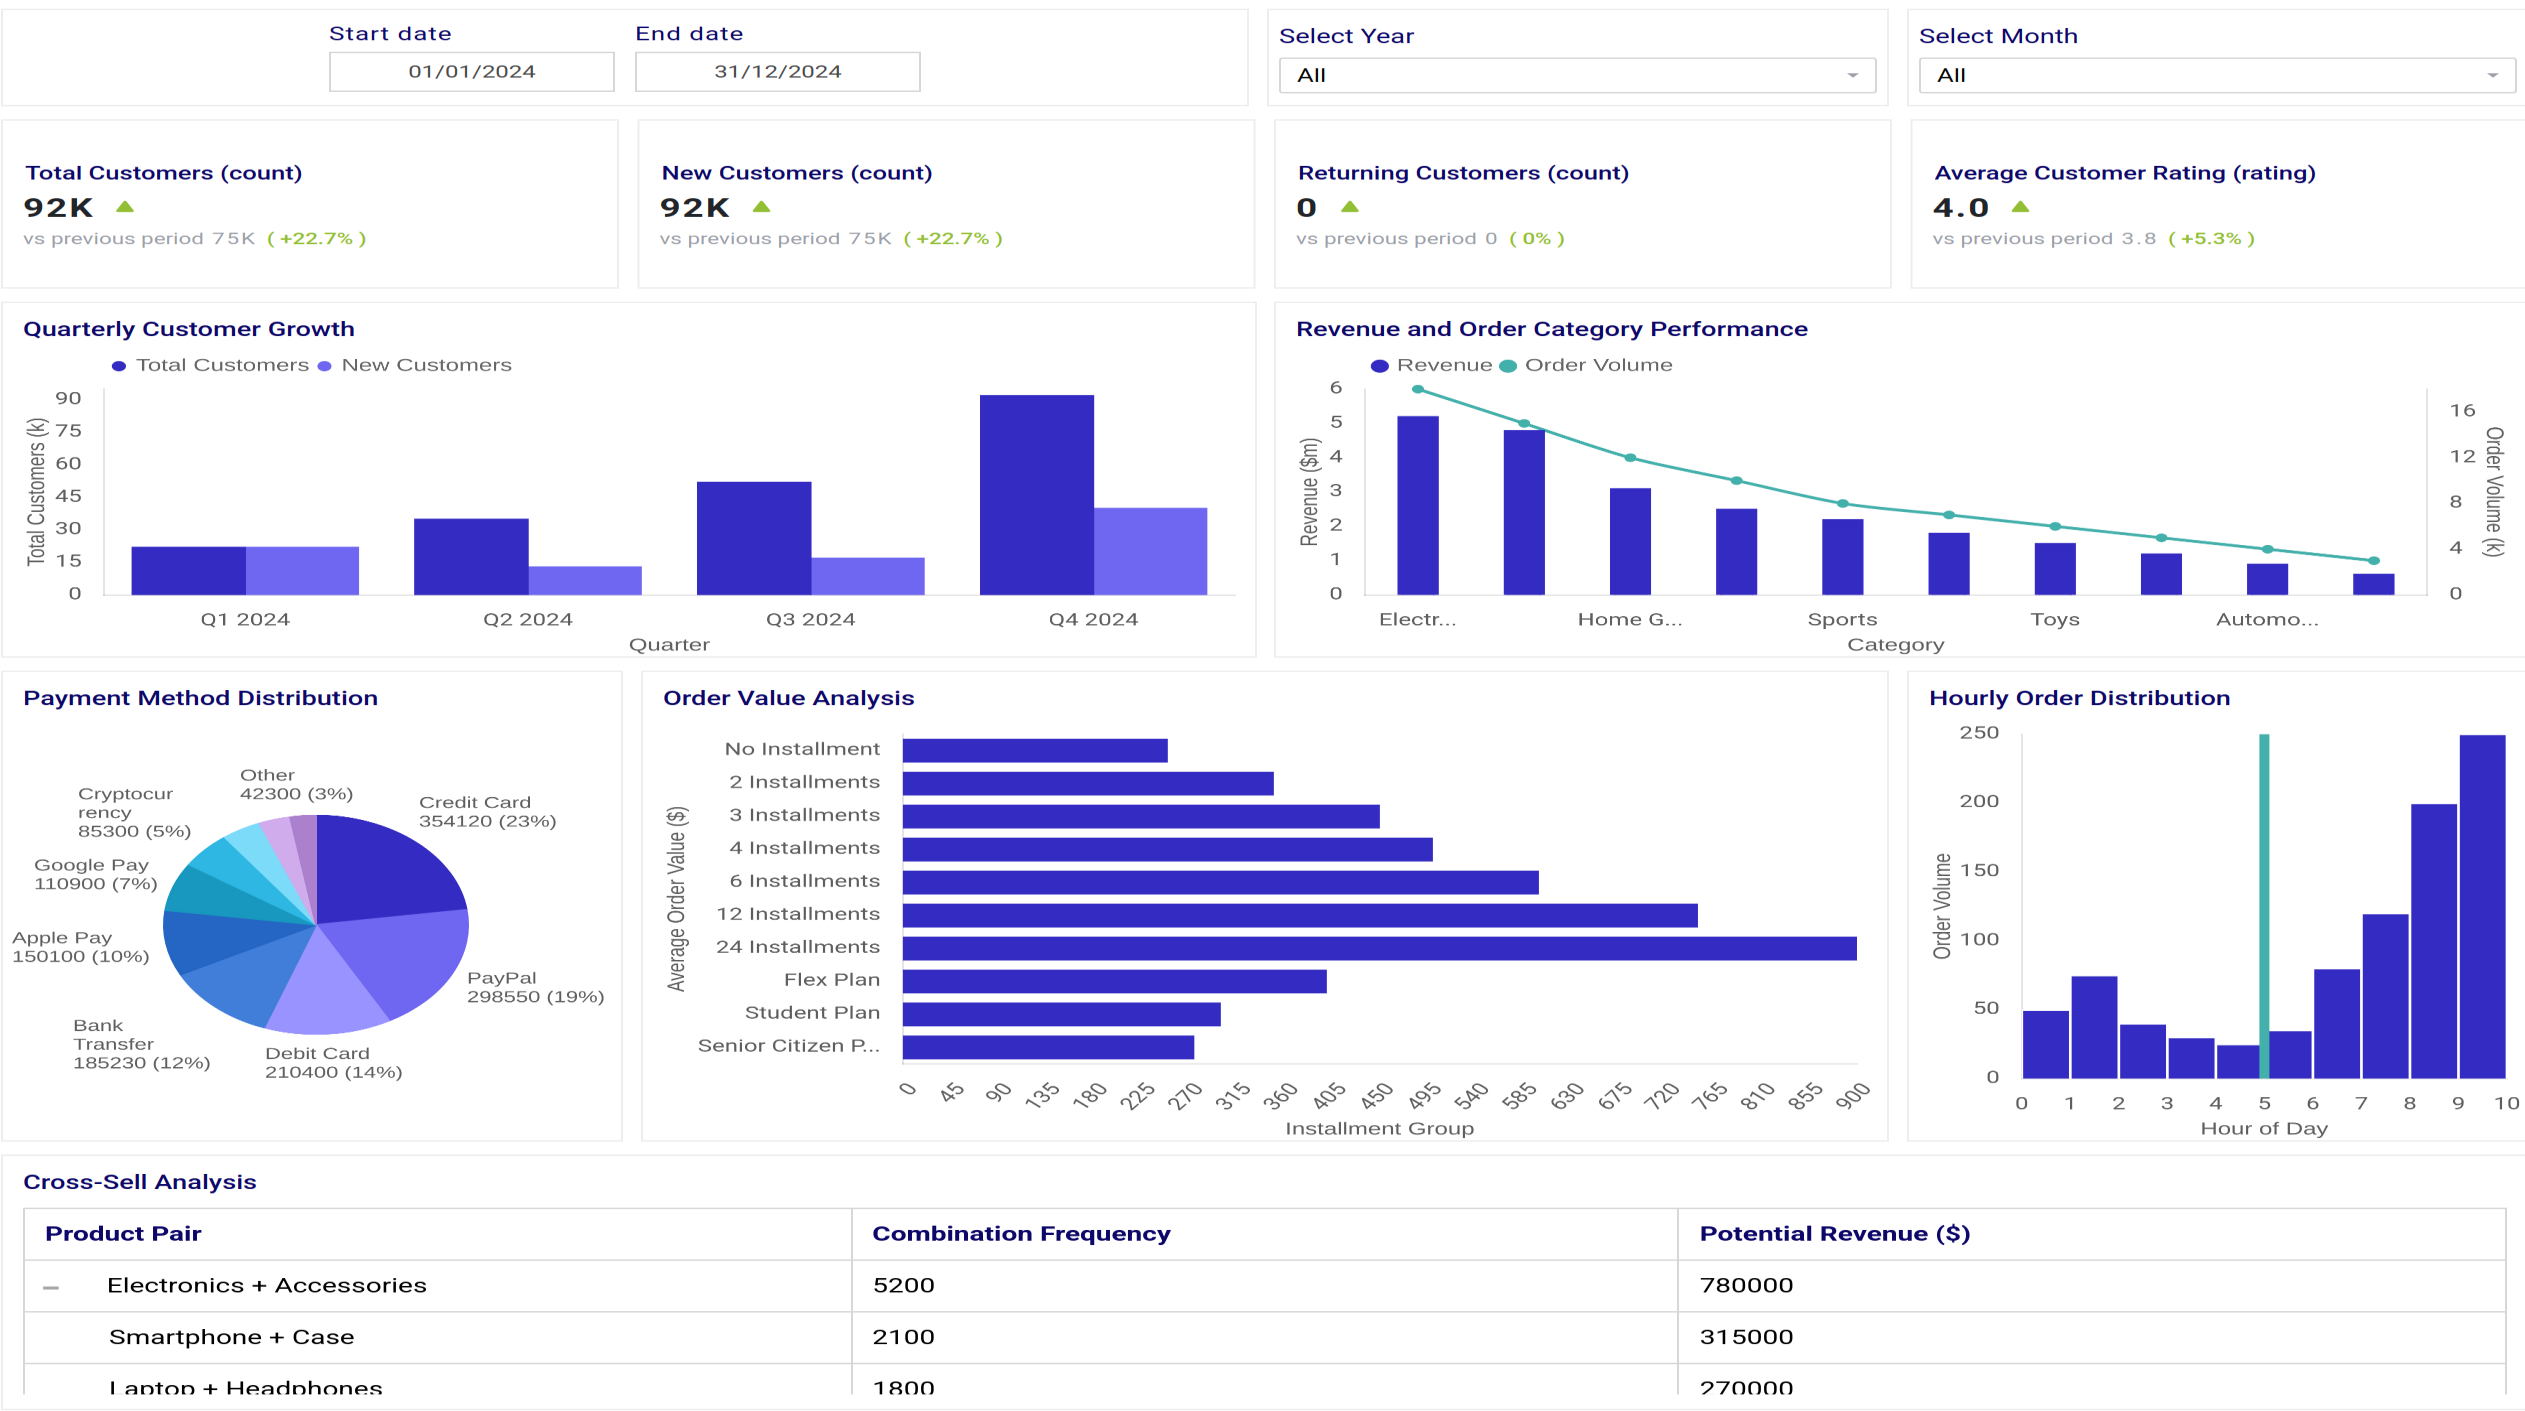 Start date
End date
01/01/2024
31/12/2024
Select Year
All
Select Month
All
Total Customers (count)
92K
vs previous period 75K (+22.7%)
New Customers (count)
92K
vs previous period 75K (+22.7%)
Returning Customers (count)
0
vs previous period 0 (0%)
Average Customer Rating (rating)
4.0
vs previous period 3.8 (+5.3%)
Quarterly Customer Growth
Total Customers
New Customers
Total Customers (k)
90
75
60
45
30
15
0
Q1 2024
Q2 2024
Q3 2024
Q4 2024
Quarter
Revenue and Order Category Performance
Revenue
Order Volume
Revenue ($m)
6
5
4
3
2
1
0
16
12
8
4
0
Order Volume (k)
Electr...
Home G...
Sports
Toys
Automo...
Category
Payment Method Distribution
Other
42300 (3%)
Cryptocur
rency
85300 (5%)
Credit Card
354120 (23%)
Google Pay
110900 (7%)
Apple Pay
150100 (10%)
PayPal
298550 (19%)
Bank
Transfer
185230 (12%)
Debit Card
210400 (14%)
Order Value Analysis
Average Order Value ($)
No Installment
2 Installments
3 Installments
4 Installments
6 Installments
12 Installments
24 Installments
Flex Plan
Student Plan
Senior Citizen P...
0
45
90
135
180
225
270
315
360
405
450
495
540
585
630
675
720
765
810
855
900
Installment Group
Hourly Order Distribution
Order Volume
250
200
150
100
50
0
0
1
2
3
4
5
6
7
8
9
10
Hour of Day
Cross-Sell Analysis
Product Pair
Combination Frequency
Potential Revenue ($)
Electronics + Accessories
5200
780000
Smartphone + Case
2100
315000
Laptop + Headphones
1800
270000